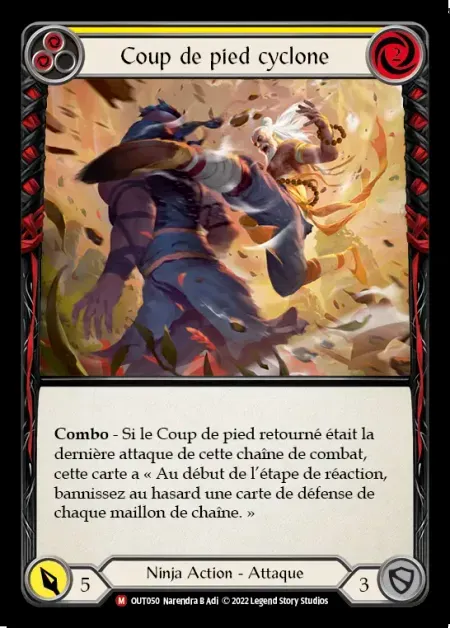 Coup de pied cyclone
2
Combo - Si le Coup de pied retourné était la
dernière attaque de cette chaîne de combat,
cette carte a « Au début de l'étape de réaction,
bannissez au hasard une carte de défense de
chaque maillon de chaîne. »
5
Ninja Action - Attaque
3
M OUT050 Narendra B Adi © 2022 Legend Story Studios